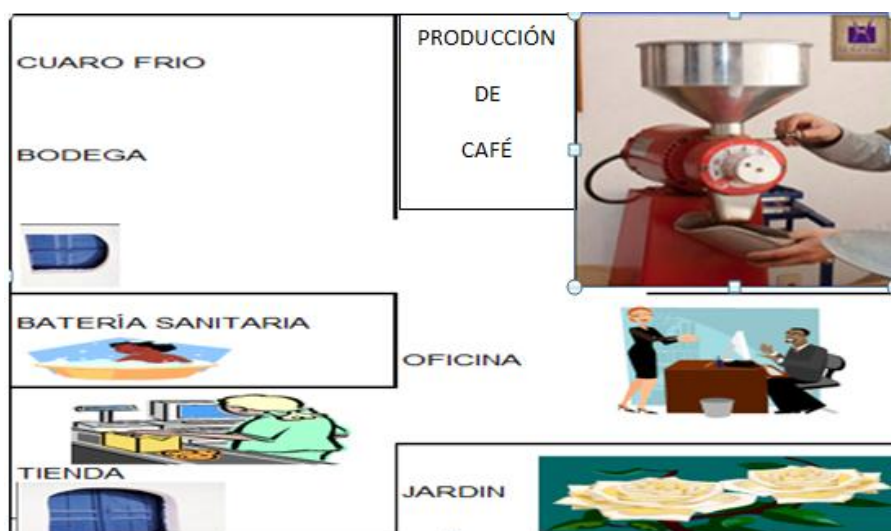 CUARO FRIO
BODEGA
PRODUCCIÓN
DE
CAFÉ
BATERÍA SANITARIA
OFICINA
TIENDA
JARDIN